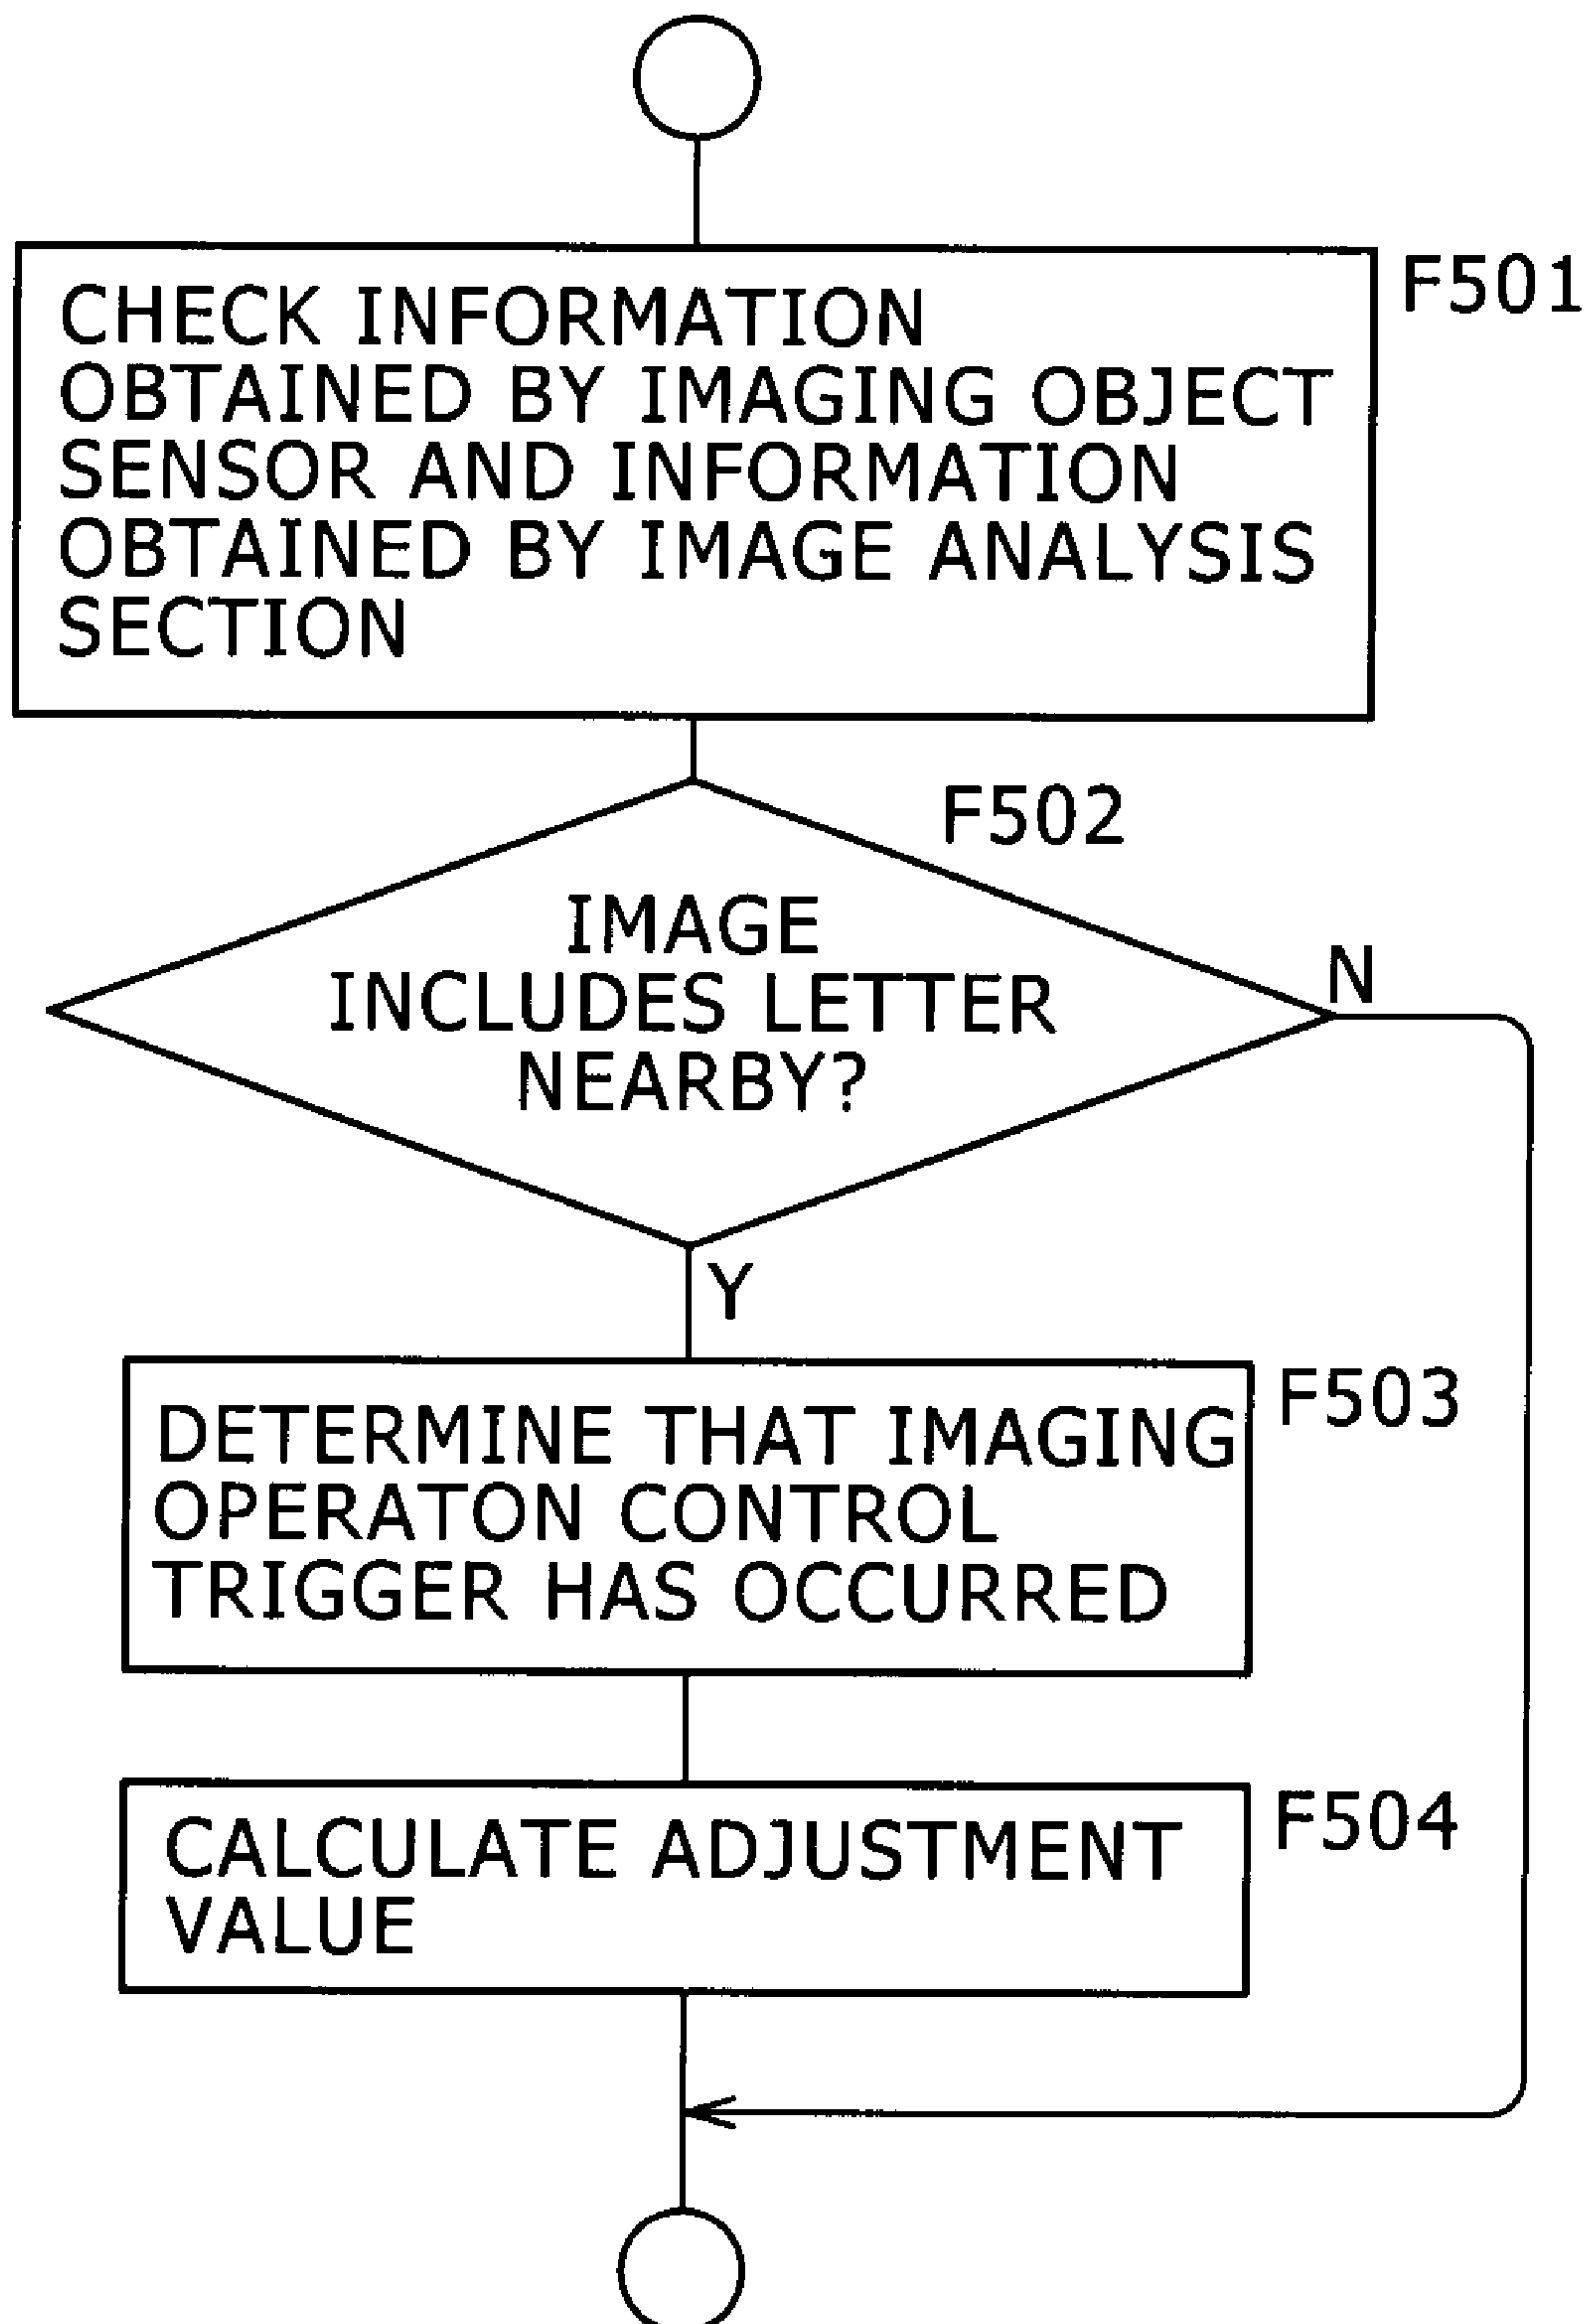 F501
CHECK INFORMATION
OBTAINED BY IMAGING OBJECT
SENSOR AND INFORMATION
OBTAINED BY IMAGE ANALYSIS
SECTION
F502
IMAGE
INCLUDES LETTER
NEARBY?
N
Y
F503
DETERMINE THAT IMAGING
OPERATON CONTROL
TRIGGER HAS OCCURRED
F504
CALCULATE ADJUSTMENT
VALUE